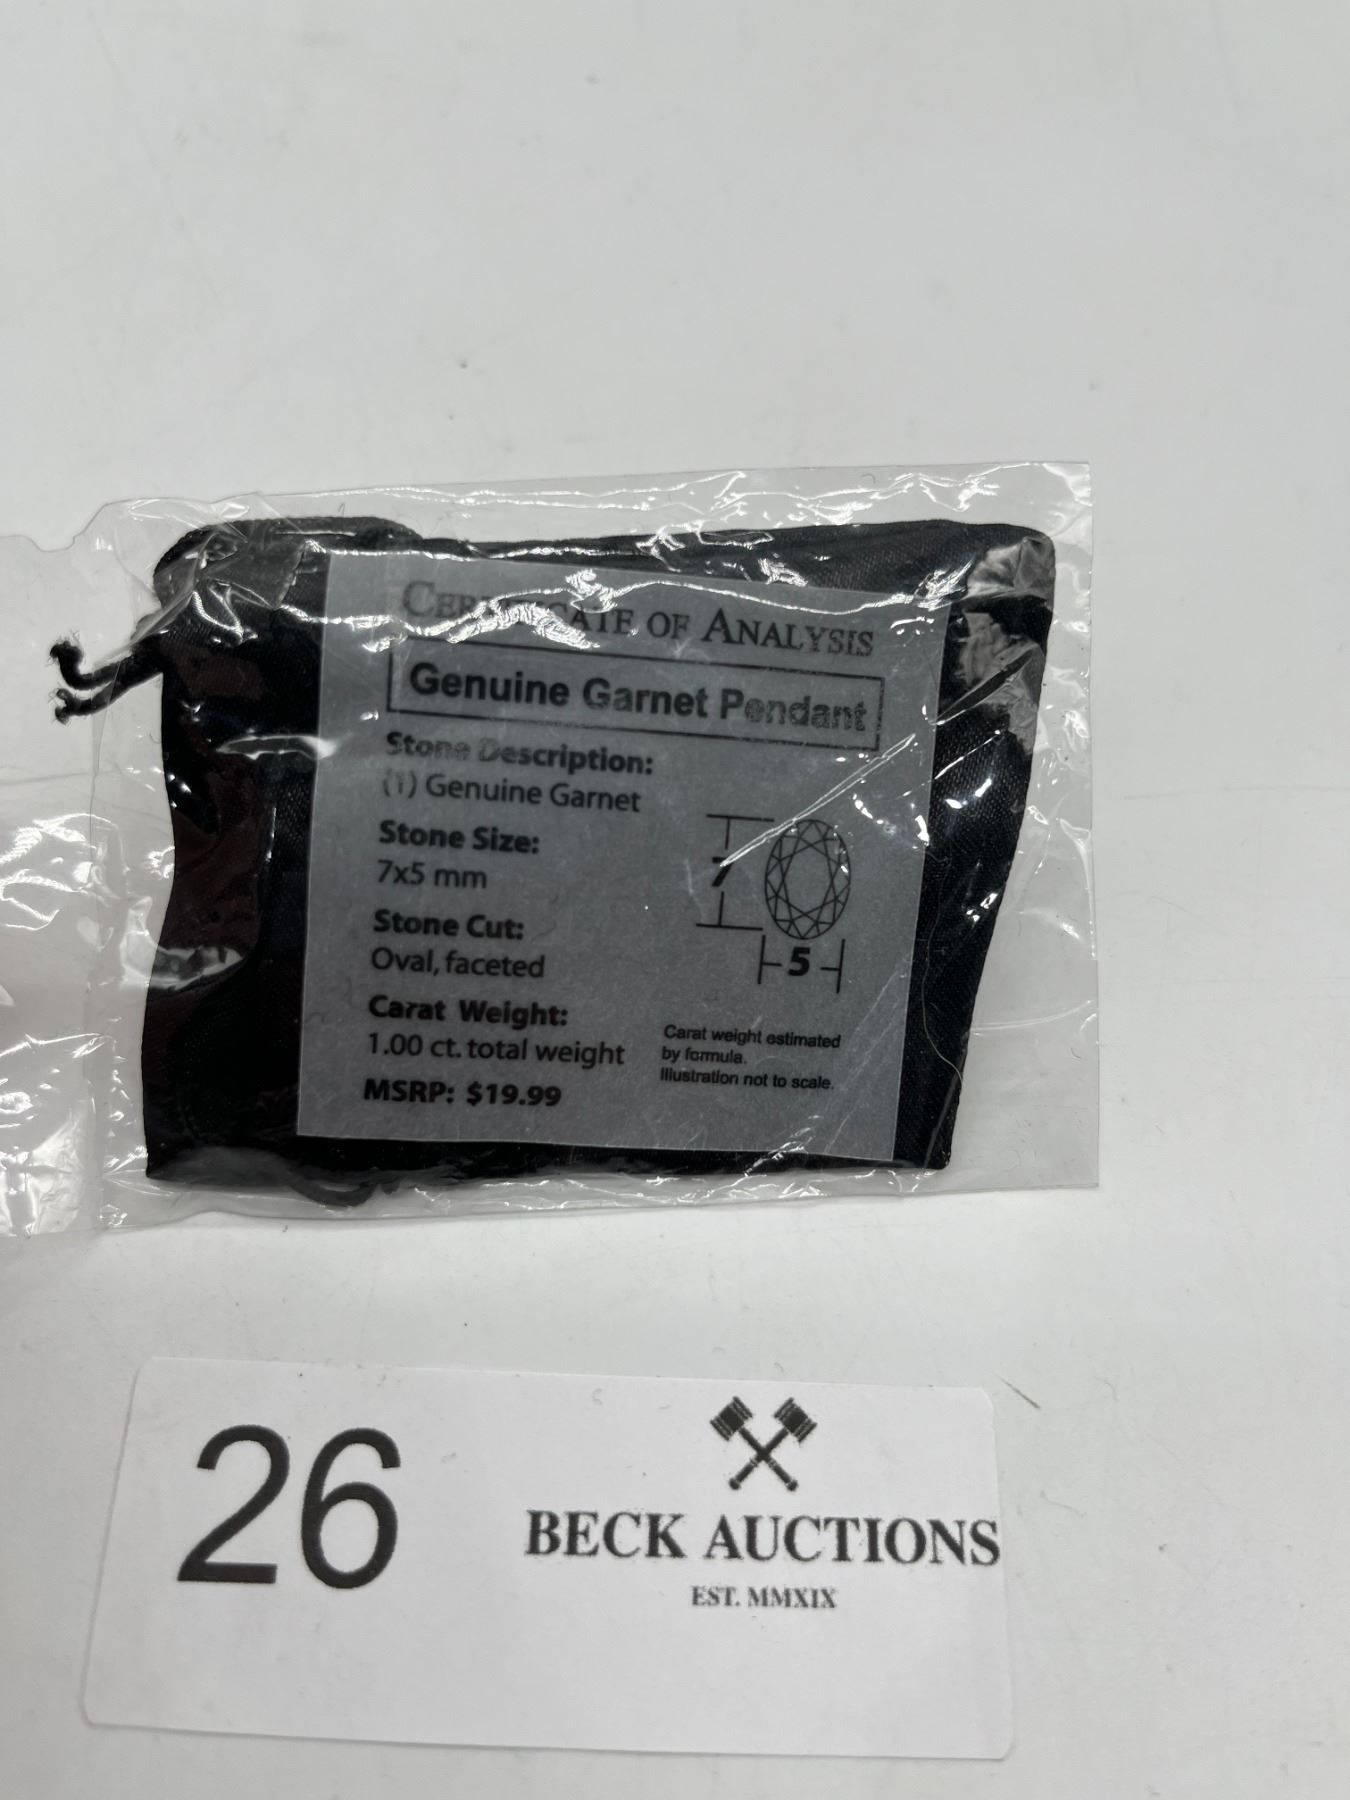 CERTIFICATE OF ANALYSIS
Genuine Garnet Pendant
Stone Description:
(1) Genuine Garnet
Stone Size:
7x5 mm
Stone Cut:
Oval, faceted
Carat Weight:
1.00 ct. total weight
MSRP: $19.99
7
5
Carat weight estimated
by formula.
Illustration not to scale.
26
BECK AUCTIONS
EST. MMXIX